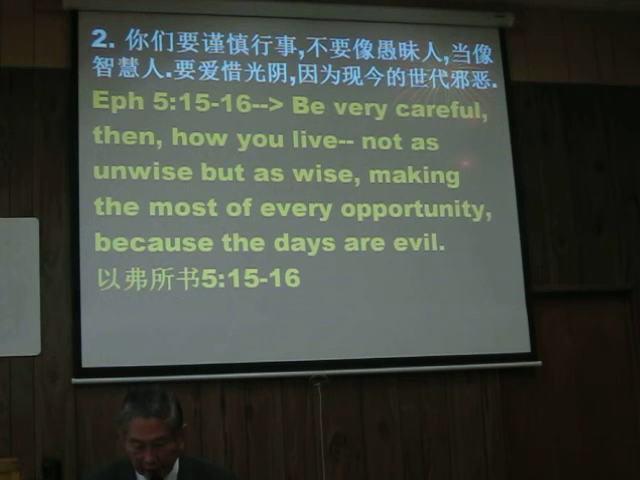 2. 你们要谨慎行事,不要像愚昧人,当像
智慧人.要爱惜光阴,因为现今的世代邪恶.
Eph 5:15-16--> Be very careful,
then, how you live-- not as
unwise but as wise, making
the most of every opportunity,
because the days are evil.
以弗所书5:15-16